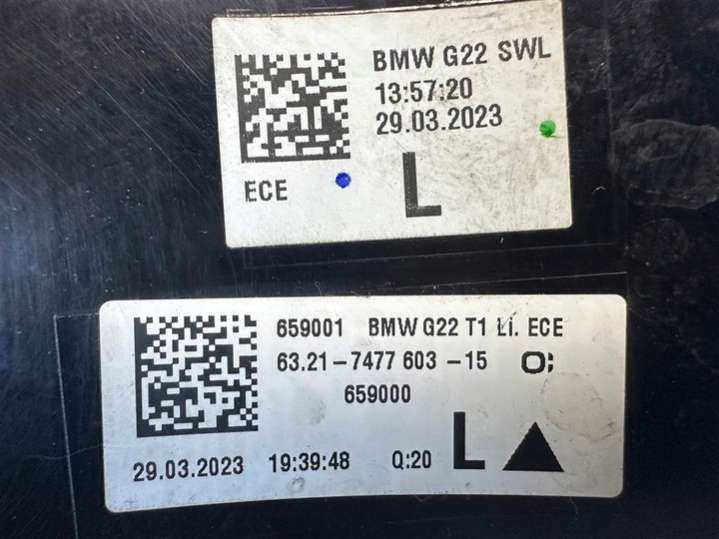 BMW G22 SWL
13:57:20
29.03.2023
ECE
L
659001 BMW G22 T1 LI. ECE
63.21-7477 603 -15 O;
659000
29.03.2023 19:39:48 Q:20 L